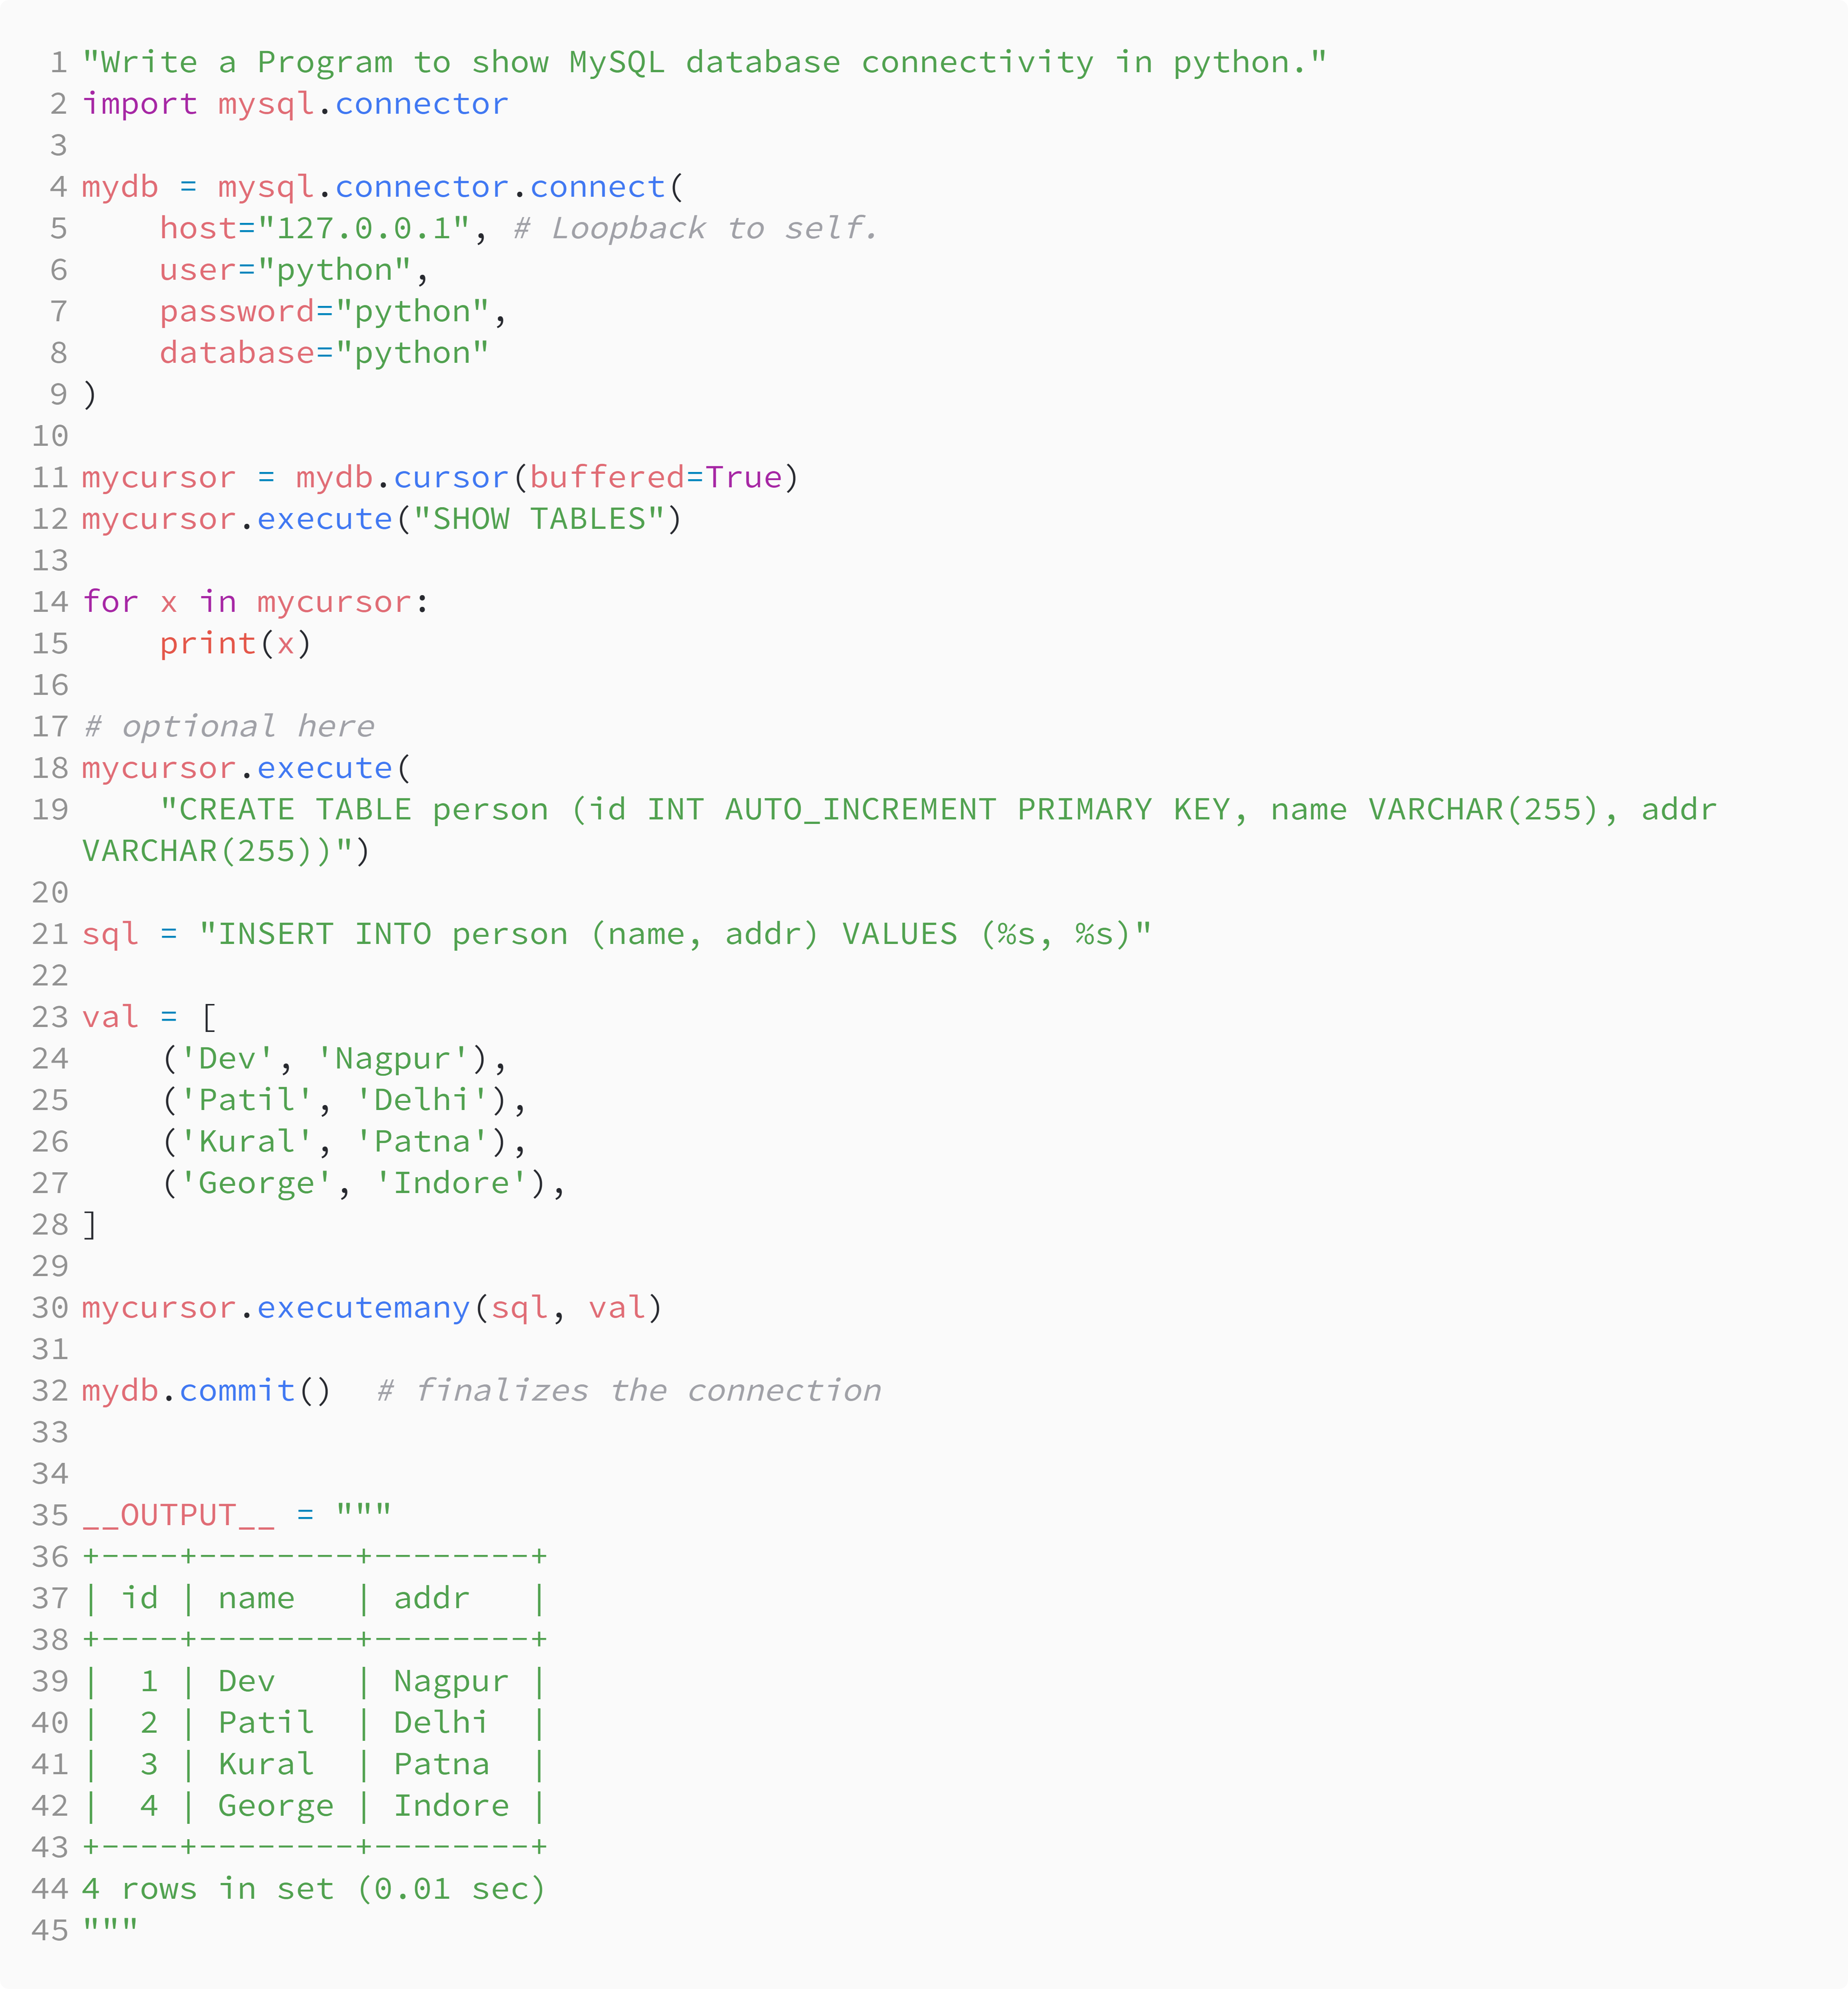 1 "Write a Program to show MySQL database connectivity in python."
2 import mysql.connector
3
4 mydb = mysql.connector.connect(
5     host="127.0.0.1", # Loopback to self.
6     user="python",
7     password="python",
8     database="python"
9 )
10
11 mycursor = mydb.cursor(buffered=True)
12 mycursor.execute("SHOW TABLES")
13
14 for x in mycursor:
15     print(x)
16
17 # optional here
18 mycursor.execute(
19     "CREATE TABLE person (id INT AUTO_INCREMENT PRIMARY KEY, name VARCHAR(255), addr
VARCHAR(255))")
20
21 sql = "INSERT INTO person (name, addr) VALUES (%s, %s)"
22
23 val = [
24     ('Dev', 'Nagpur'),
25     ('Patil', 'Delhi'),
26     ('Kural', 'Patna'),
27     ('George', 'Indore'),
28 ]
29
30 mycursor.executemany(sql, val)
31
32 mydb.commit()  # finalizes the connection
33
34
35 __OUTPUT__ = """
36 +----+--------+--------+
37 | id | name   | addr   |
38 +----+--------+--------+
39 |  1 | Dev    | Nagpur |
40 |  2 | Patil  | Delhi  |
41 |  3 | Kural  | Patna  |
42 |  4 | George | Indore |
43 +----+--------+--------+
44 4 rows in set (0.01 sec)
45 """